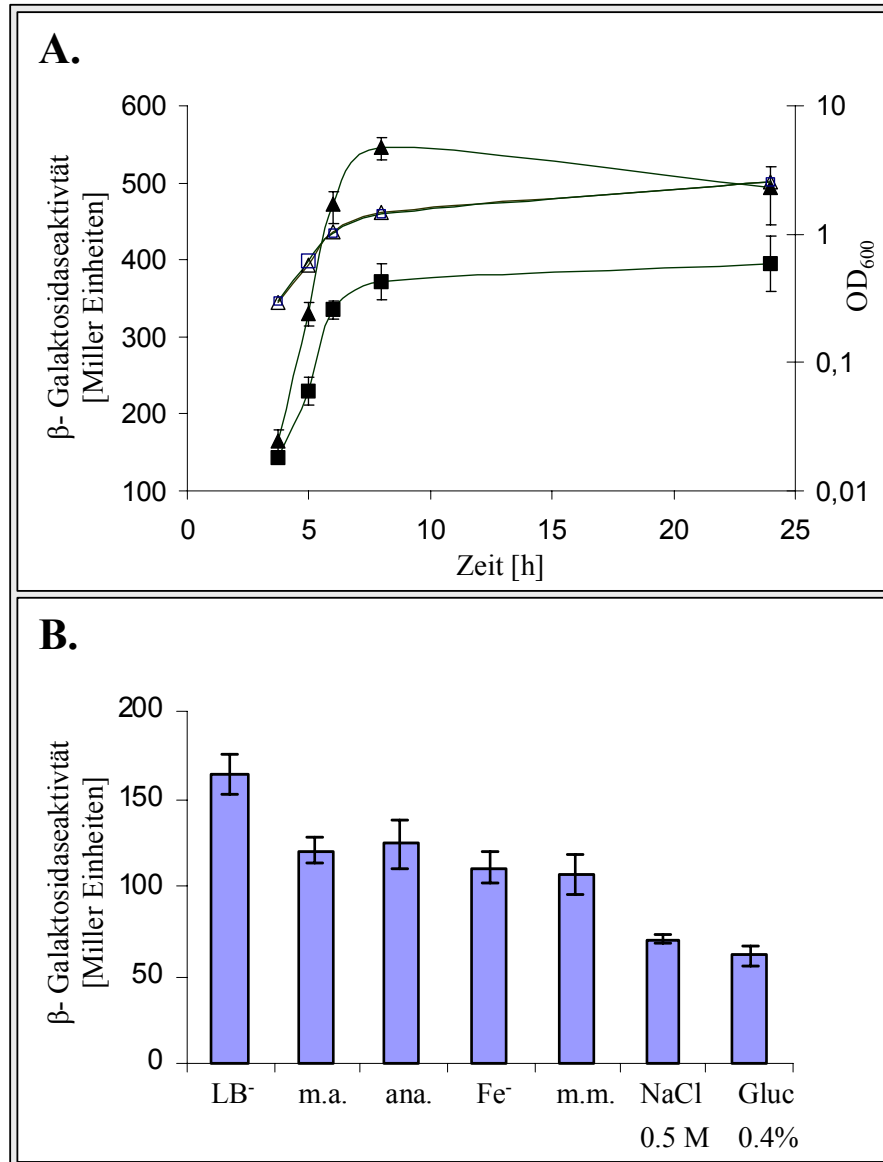 A.
β- Galaktosidaseaktivtät
[Miller Einheiten]
600
500
400
300
200
100
10
1
0,1
0,01
OD600
0 5 10 15 20 25
Zeit [h]
B.
β- Galaktosidaseaktivtät
[Miller Einheiten]
200
150
100
50
0
LB- m.a. ana. Fe- m.m. NaCl Gluc
0.5 M 0.4%